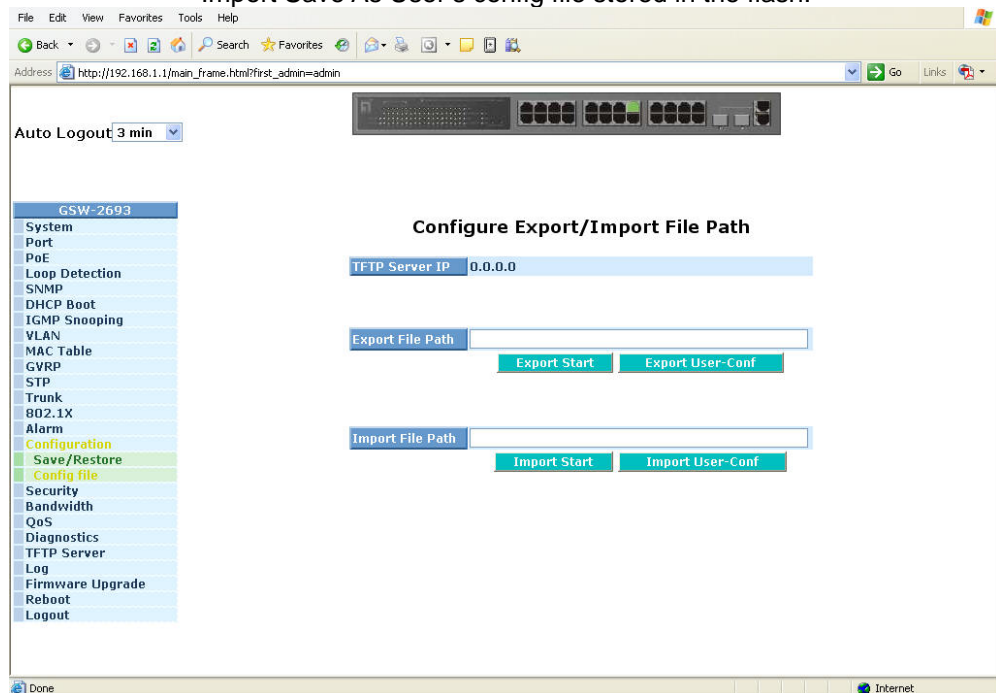 Import Save As User's config file stored in the flash.
File Edit View Favorites Tools Help
Back Search Favorites
Address http://192.168.1.1/main_frame.html?first_admin=admin Go Links
Auto Logout 3 min
GSW-2693
System
Port
PoE
Loop Detection
SNMP
DHCP Boot
IGMP Snooping
VLAN
MAC Table
GVRP
STP
Trunk
802.1X
Alarm
Configuration
Save/Restore
Config file
Security
Bandwidth
QoS
Diagnostics
TFTP Server
Log
Firmware Upgrade
Reboot
Logout
Configure Export/Import File Path
TFTP Server IP 0.0.0.0
Export File Path
Export Start Export User-Conf
Import File Path
Import Start Import User-Conf
Done Internet